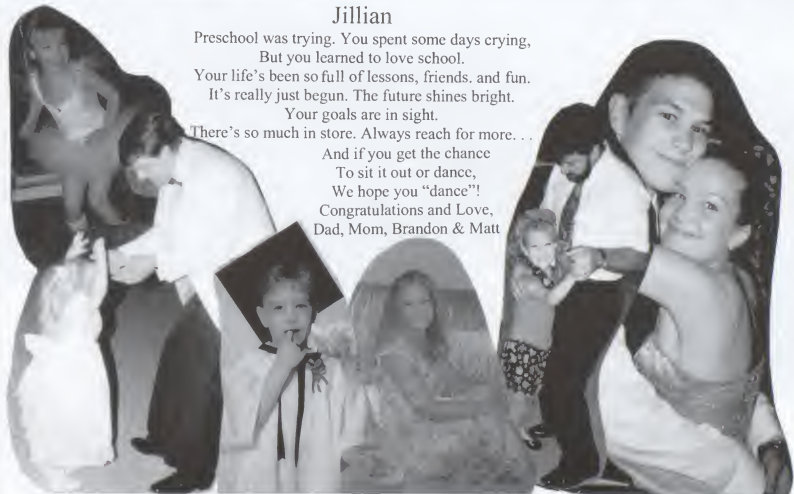 Jillian
Preschool was trying. You spent some days crying,
But you learned to love school.
Your life's been so full of lessons, friends. and fun.
It's really just begun. The future shines bright.
Your goals are in sight.
There's so much in store. Always reach for more. . .
And if you get the chance
To sit it out or dance,
We hope you "dance"!
Congratulations and Love,
Dad, Mom, Brandon & Matt